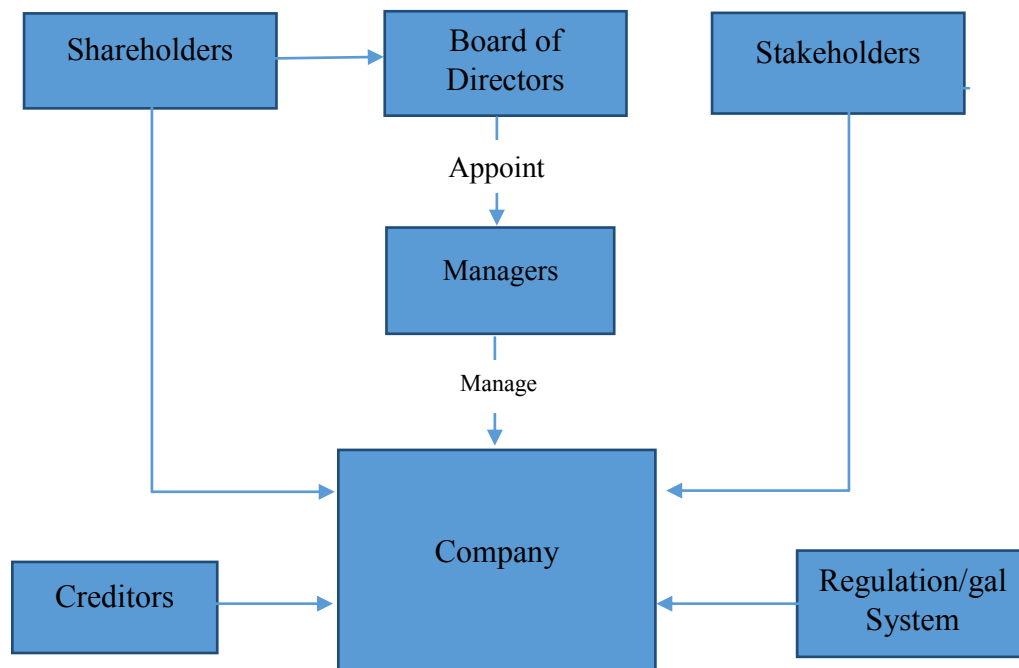 Shareholders
Board of
Directors
Stakeholders
Appoint
Managers
Manage
Company
Creditors
Regulation/gal
System